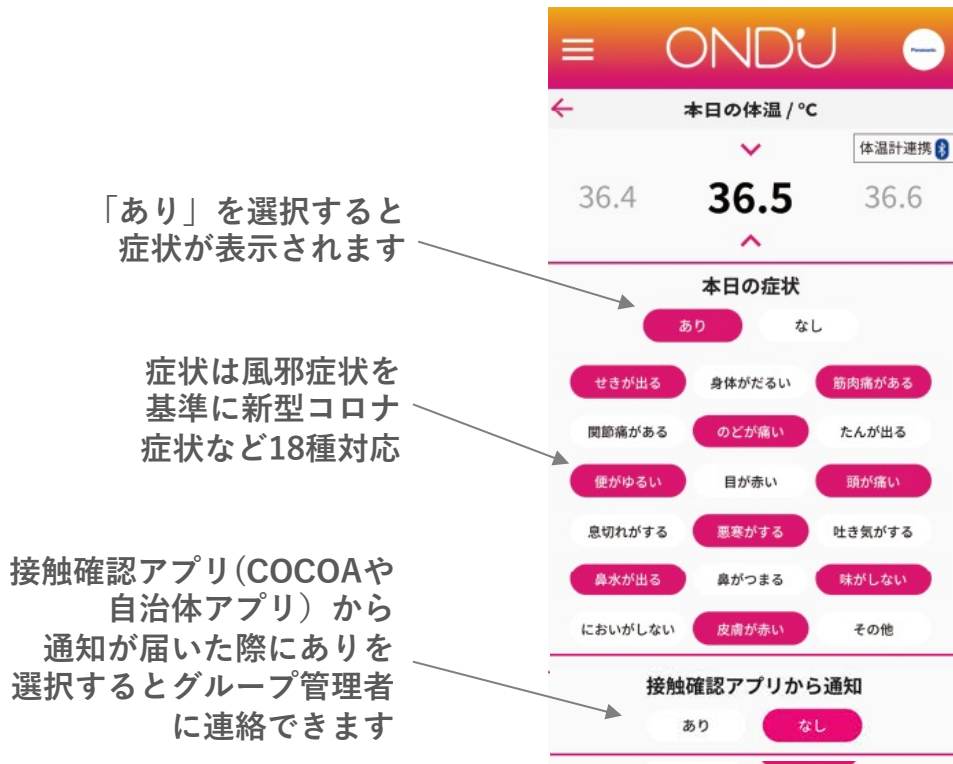 「あり」を選択すると
症状が表示されます
症状は風邪症状を
基準に新型コロナ
症状など18種対応
接触確認アプリ(COCOAや
自治体アプリ）から
通知が届いた際にありを
選択するとグループ管理者
に連絡できます
ONDU
Panasonic
本日の体温 / ℃
体温計連携
36.4 36.5 36.6
本日の症状
あり なし
せきが出る 身体がだるい 筋肉痛がある
関節痛がある のどが痛い たんが出る
便がゆるい 目が赤い 頭が痛い
息切れがする 悪寒がする 吐き気がする
鼻水が出る 鼻がつまる 味がしない
においがしない 皮膚が赤い その他
接触確認アプリから通知
あり なし